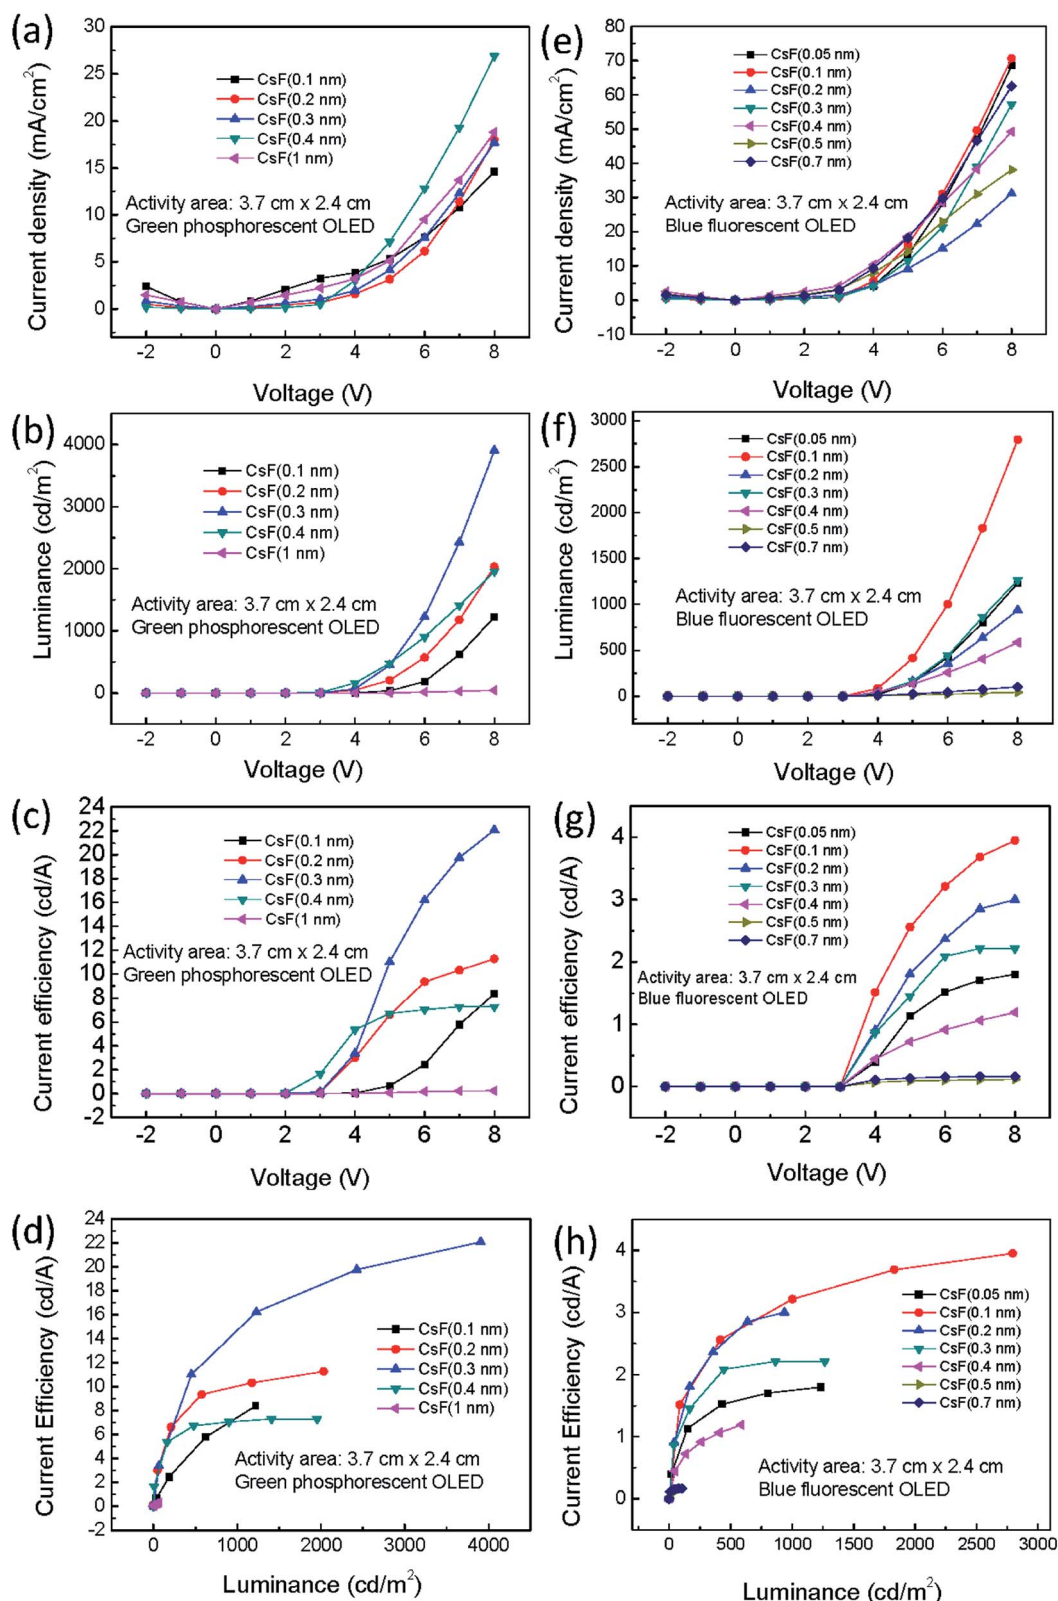 (a)
30
25
20
15
10
5
0
Current density (mA/cm²)
CsF(0.1 nm)
CsF(0.2 nm)
CsF(0.3 nm)
CsF(0.4 nm)
CsF(1 nm)
Activity area: 3.7 cm x 2.4 cm
Green phosphorescent OLED
-2 0 2 4 6 8
Voltage (V)
(e)
80
70
60
50
40
30
20
10
0
-10
Current density (mA/cm²)
CsF(0.05 nm)
CsF(0.1 nm)
CsF(0.2 nm)
CsF(0.3 nm)
CsF(0.4 nm)
CsF(0.5 nm)
CsF(0.7 nm)
Activity area: 3.7 cm x 2.4 cm
Blue fluorescent OLED
-2 0 2 4 6 8
Voltage (V)
(b)
4000
3000
2000
1000
0
Luminance (cd/m²)
CsF(0.1 nm)
CsF(0.2 nm)
CsF(0.3 nm)
CsF(0.4 nm)
CsF(1 nm)
Activity area: 3.7 cm x 2.4 cm
Green phosphorescent OLED
-2 0 2 4 6 8
Voltage (V)
(f)
3000
2500
2000
1500
1000
500
0
Luminance (cd/m²)
CsF(0.05 nm)
CsF(0.1 nm)
CsF(0.2 nm)
CsF(0.3 nm)
CsF(0.4 nm)
CsF(0.5 nm)
CsF(0.7 nm)
Activity area: 3.7 cm x 2.4 cm
Blue fluorescent OLED
-2 0 2 4 6 8
Voltage (V)
(c)
24
22
20
18
16
14
12
10
8
6
4
2
0
-2
Current efficiency (cd/A)
CsF(0.1 nm)
CsF(0.2 nm)
CsF(0.3 nm)
CsF(0.4 nm)
CsF(1 nm)
Activity area: 3.7 cm x 2.4 cm
Green phosphorescent OLED
-2 0 2 4 6 8
Voltage (V)
(g)
4
3
2
1
0
Current efficiency (cd/A)
CsF(0.05 nm)
CsF(0.1 nm)
CsF(0.2 nm)
CsF(0.3 nm)
CsF(0.4 nm)
CsF(0.5 nm)
CsF(0.7 nm)
Activity area: 3.7 cm x 2.4 cm
Blue fluorescent OLED
-2 0 2 4 6 8
Voltage (V)
(d)
24
22
20
18
16
14
12
10
8
6
4
2
0
-2
Current Efficiency (cd/A)
CsF(0.1 nm)
CsF(0.2 nm)
CsF(0.3 nm)
CsF(0.4 nm)
CsF(1 nm)
Activity area: 3.7 cm x 2.4 cm
Green phosphorescent OLED
0 1000 2000 3000 4000
Luminance (cd/m²)
(h)
4
3
2
1
0
Current Efficiency (cd/A)
CsF(0.05 nm)
CsF(0.1 nm)
CsF(0.2 nm)
CsF(0.3 nm)
CsF(0.4 nm)
CsF(0.5 nm)
CsF(0.7 nm)
Activity area: 3.7 cm x 2.4 cm
Blue fluorescent OLED
0 500 1000 1500 2000 2500 3000
Luminance (cd/m²)